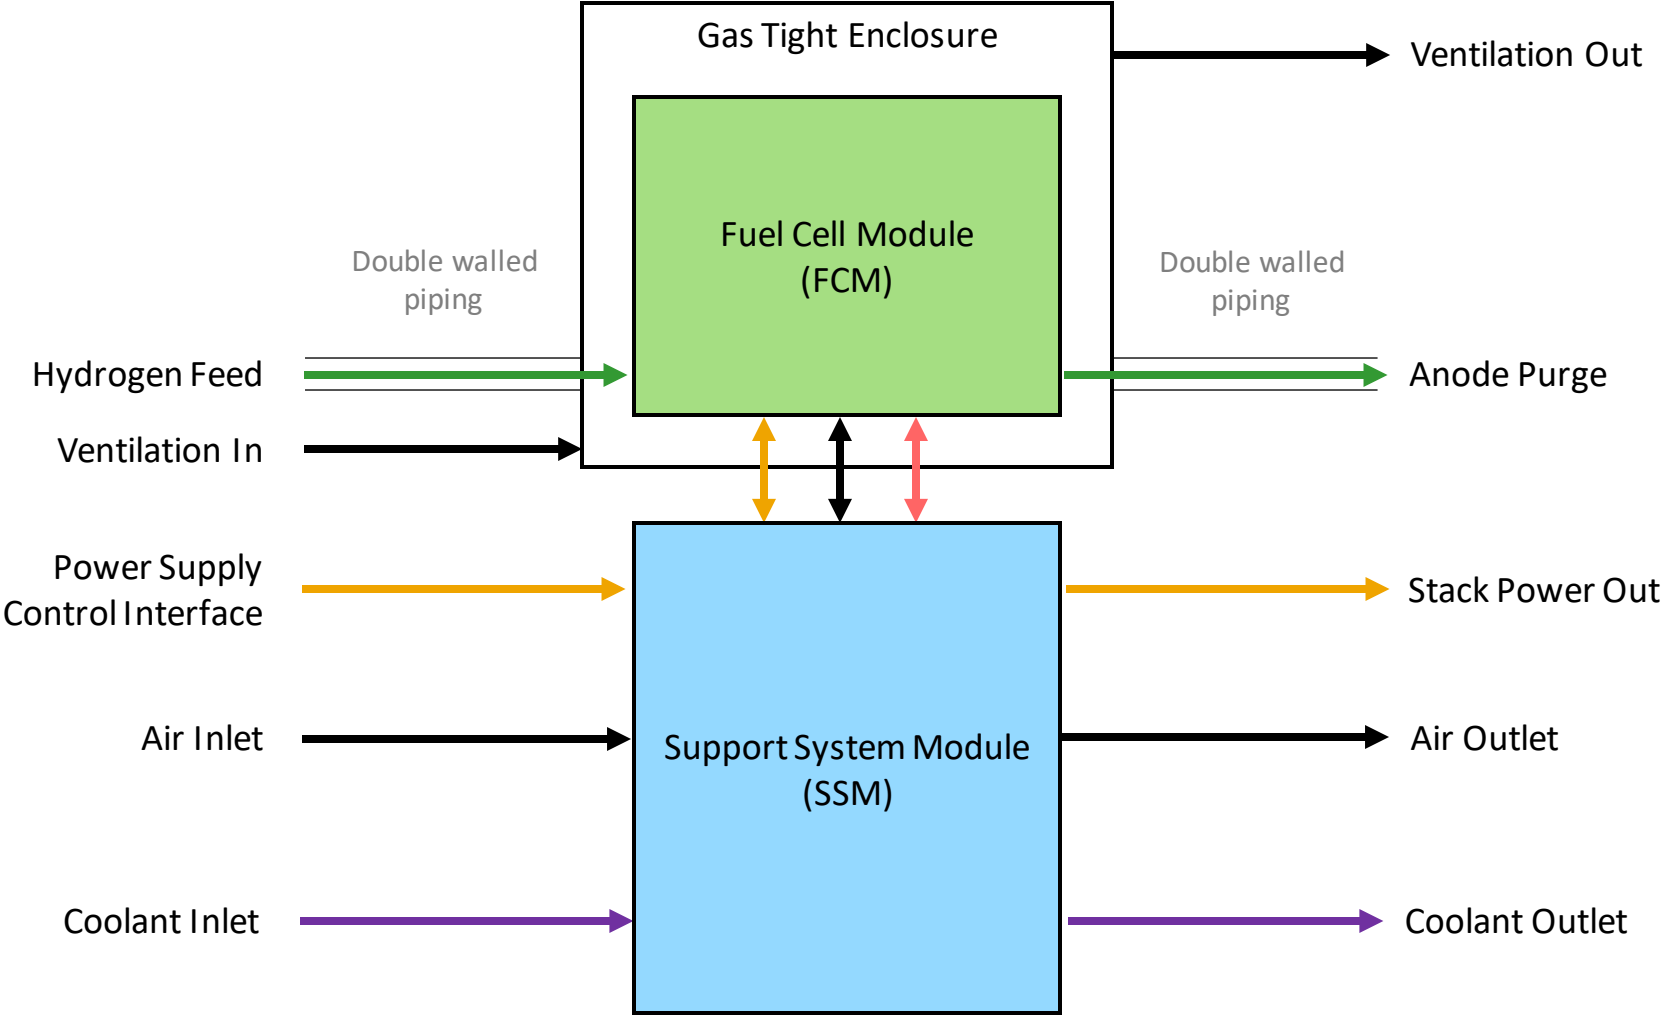 Gas Tight Enclosure
Ventilation Out
Fuel Cell Module
(FCM)
Double walled
piping
Double walled
piping
Hydrogen Feed
Anode Purge
Ventilation In
Power Supply
Control Interface
Stack Power Out
Air Inlet
Support System Module
(SSM)
Air Outlet
Coolant Inlet
Coolant Outlet